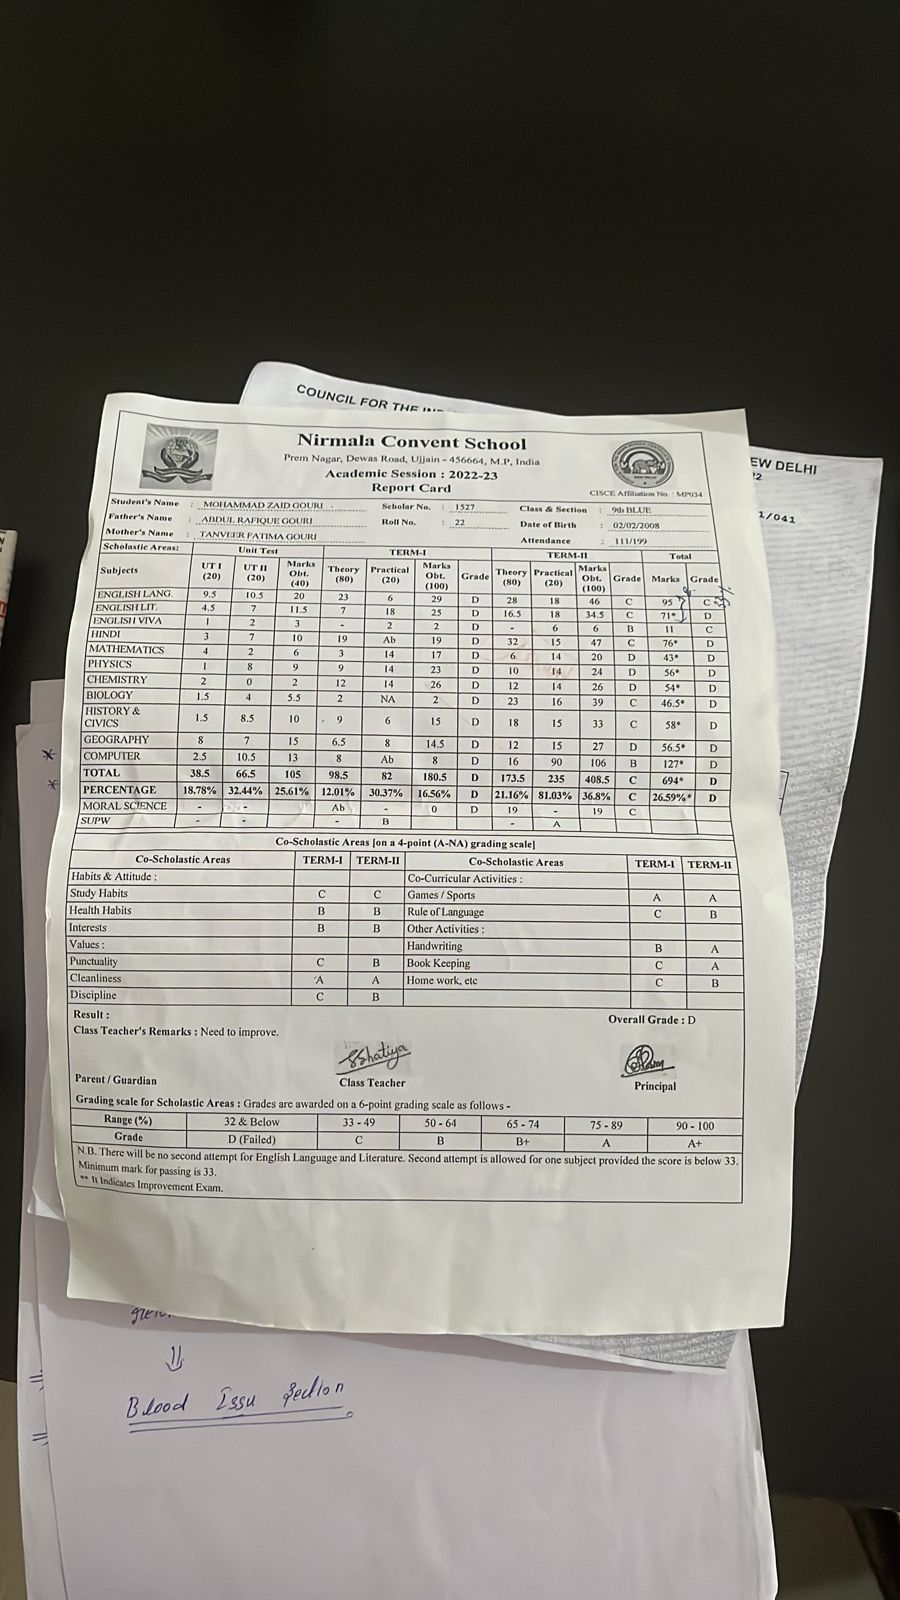 COUNCIL FOR THE
EW DELHI
1/041
Nirmala Convent School
Prem Nagar, Dewas Road, Ujjain - 456664, M.P, India
Academic Session : 2022-23
Report Card
CISCE Affiliation No. : MP034
Student's Name : MOHAMMAD ZAID GOURI Scholar No. : 1527 Class & Section : 9th BLUE
Father's Name : ABDUL RAFIQUE GOURI Roll No. : 22 Date of Birth : 02/02/2008
Mother's Name : TANVEER FATIMA GOURI Attendance : 111/199
Scholastic Areas: Unit Test TERM-I TERM-II Total
Subjects UT I (20) UT II (20) Marks Obt. (40) Theory (80) Practical (20) Marks Obt. (100) Grade Theory (80) Practical (20) Marks Obt. (100) Grade Marks Grade
ENGLISH LANG. 9.5 10.5 20 23 6 29 D 28 18 46 C 95 C
ENGLISH LIT. 4.5 7 11.5 7 18 25 D 16.5 18 34.5 C 71* D
ENGLISH VIVA 1 2 3 - 2 2 D - 6 6 B 11 C
HINDI 3 7 10 19 Ab 19 D 32 15 47 C 76* D
MATHEMATICS 4 2 6 3 14 17 D 6 14 20 D 43* D
PHYSICS 1 8 9 9 14 23 D 10 14 24 D 56* D
CHEMISTRY 2 0 2 12 14 26 D 12 14 26 D 54* D
BIOLOGY 1.5 4 5.5 2 NA 2 D 23 16 39 C 46.5* D
HISTORY & CIVICS 1.5 8.5 10 9 6 15 D 18 15 33 C 58* D
GEOGRAPHY 8 7 15 6.5 8 14.5 D 12 15 27 D 56.5* D
COMPUTER 2.5 10.5 13 8 Ab 8 D 16 90 106 B 127* D
TOTAL 38.5 66.5 105 98.5 82 180.5 D 173.5 235 408.5 C 694* D
PERCENTAGE 18.78% 32.44% 25.61% 12.01% 30.37% 16.56% D 21.16% 81.03% 36.8% C 26.59%* D
MORAL SCIENCE - - Ab - 0 D 19 - 19 C
SUPW - - - - B - A
Co-Scholastic Areas [on a 4-point (A-NA) grading scale]
Co-Scholastic Areas TERM-I TERM-II Co-Scholastic Areas TERM-I TERM-II
Habits & Attitude : Co-Curricular Activities :
Study Habits C C Games / Sports A A
Health Habits B B Rule of Language C B
Interests B B Other Activities :
Values : Handwriting B A
Punctuality C B Book Keeping C A
Cleanliness A A Home work, etc C B
Discipline C B
Result : Overall Grade : D
Class Teacher's Remarks : Need to improve.
Parent / Guardian Class Teacher Principal
Grading scale for Scholastic Areas : Grades are awarded on a 6-point grading scale as follows -
Range (%) 32 & Below 33 - 49 50 - 64 65 - 74 75 - 89 90 - 100
Grade D (Failed) C B B+ A A+
N.B. There will be no second attempt for English Language and Literature. Second attempt is allowed for one subject provided the score is below 33.
Minimum mark for passing is 33.
** It Indicates Improvement Exam.
Blood Issu Section